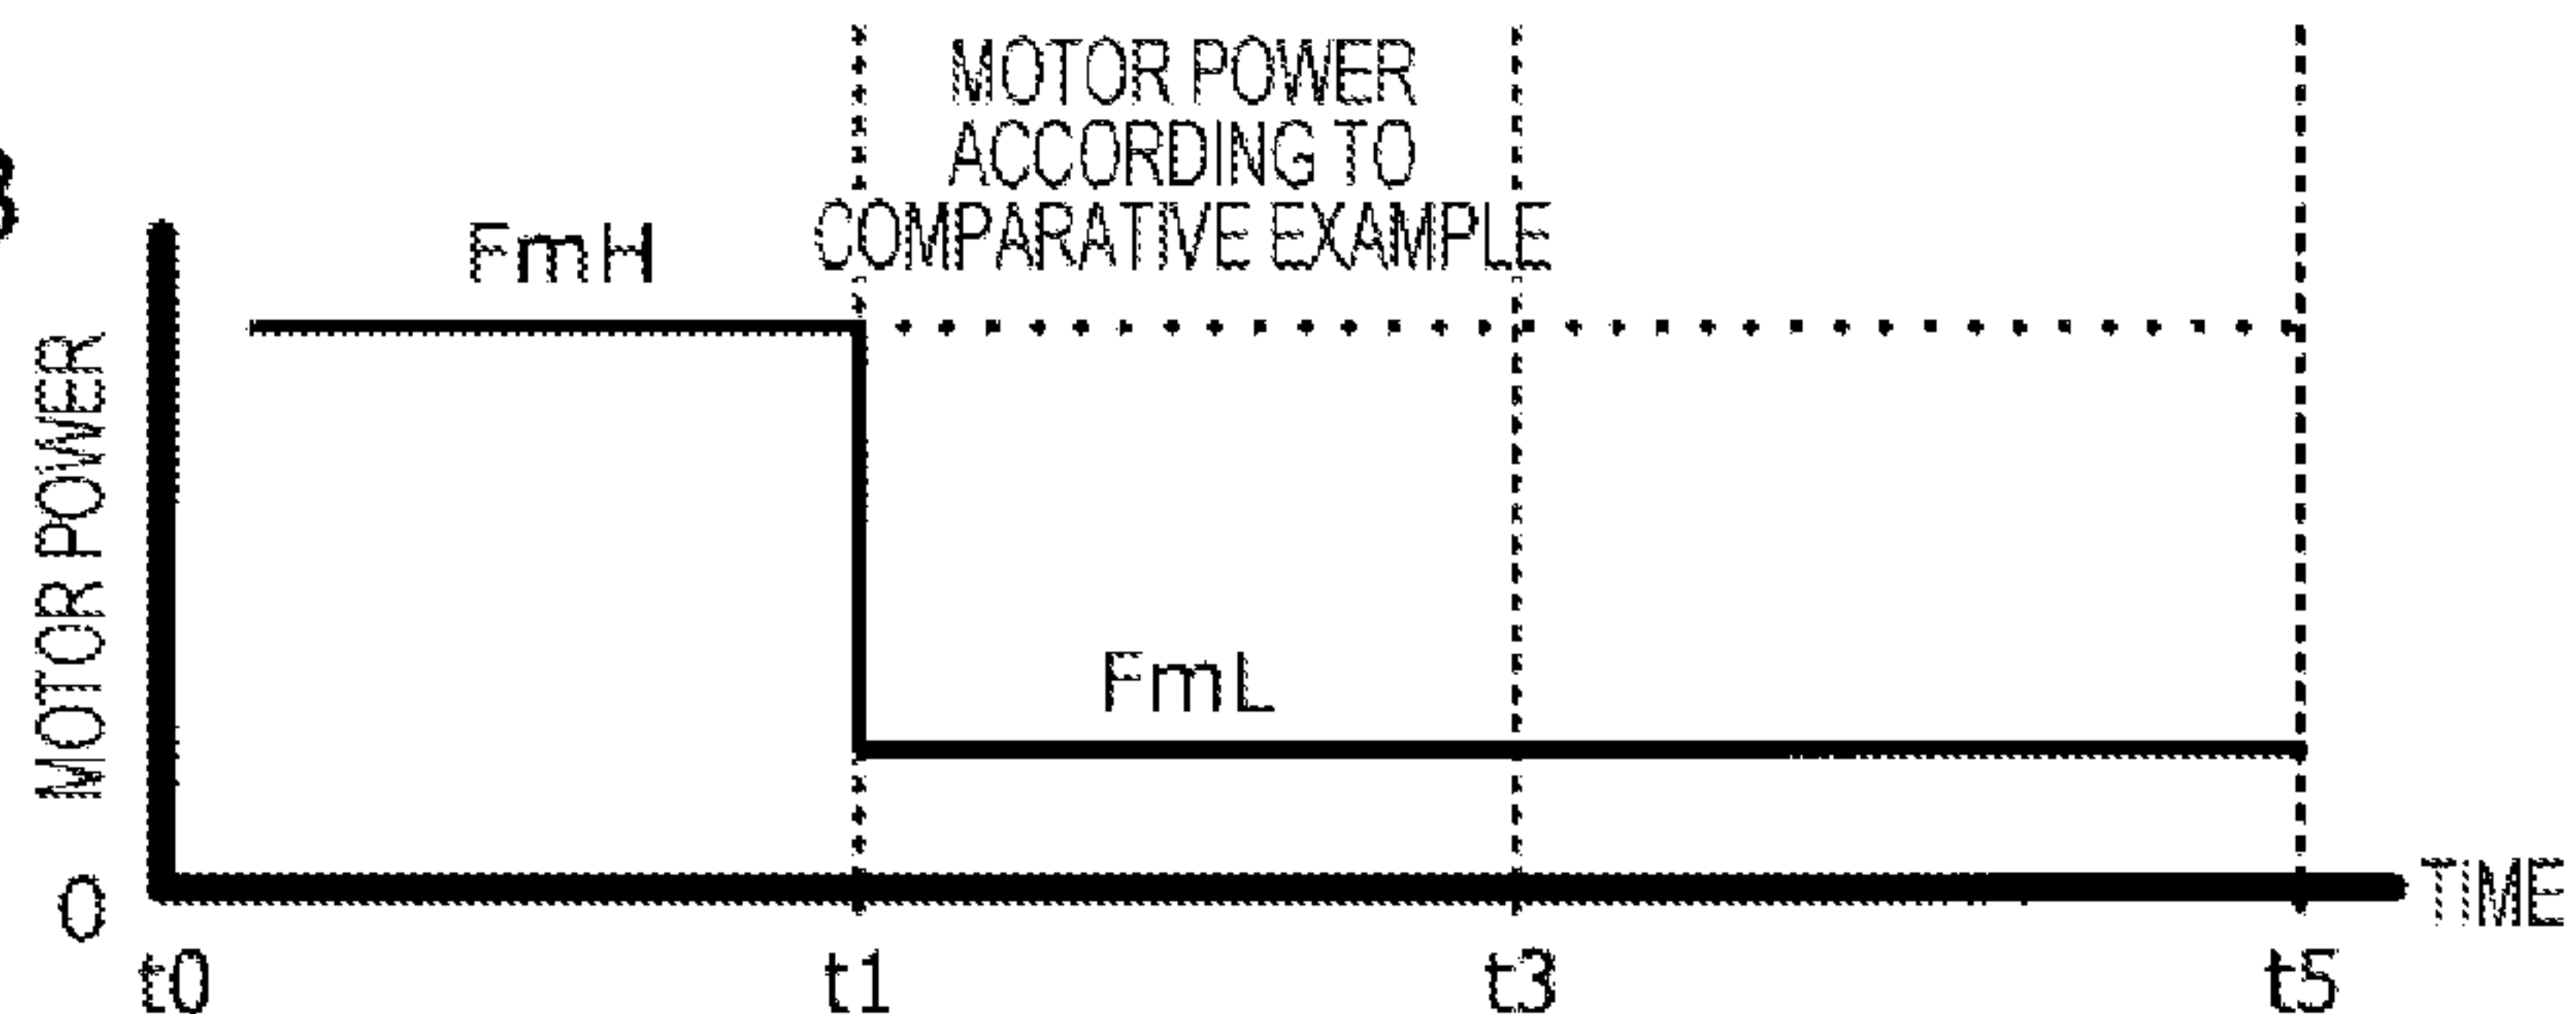 MOTOR POWER
ACCORDING TO
COMPARATIVE EXAMPLE
FmH
MOTOR POWER
FmL
0
TIME
t0
t1
t3
t5